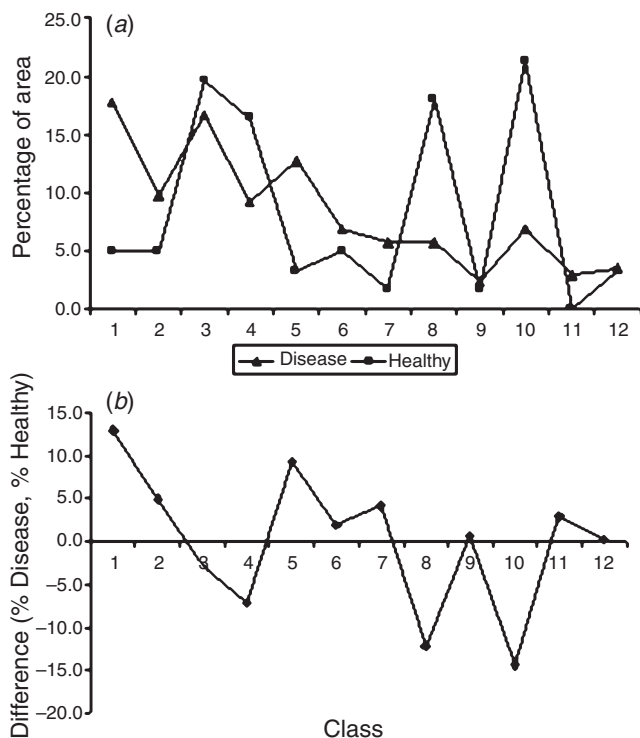 (a)
Percentage of area
25.0
20.0
15.0
10.0
5.0
0.0
1 2 3 4 5 6 7 8 9 10 11 12
Disease Healthy
(b)
Difference (% Disease, % Healthy)
15.0
10.0
5.0
0.0
−5.0
−10.0
−15.0
−20.0
1 2 3 4 5 6 7 8 9 10 11 12
Class